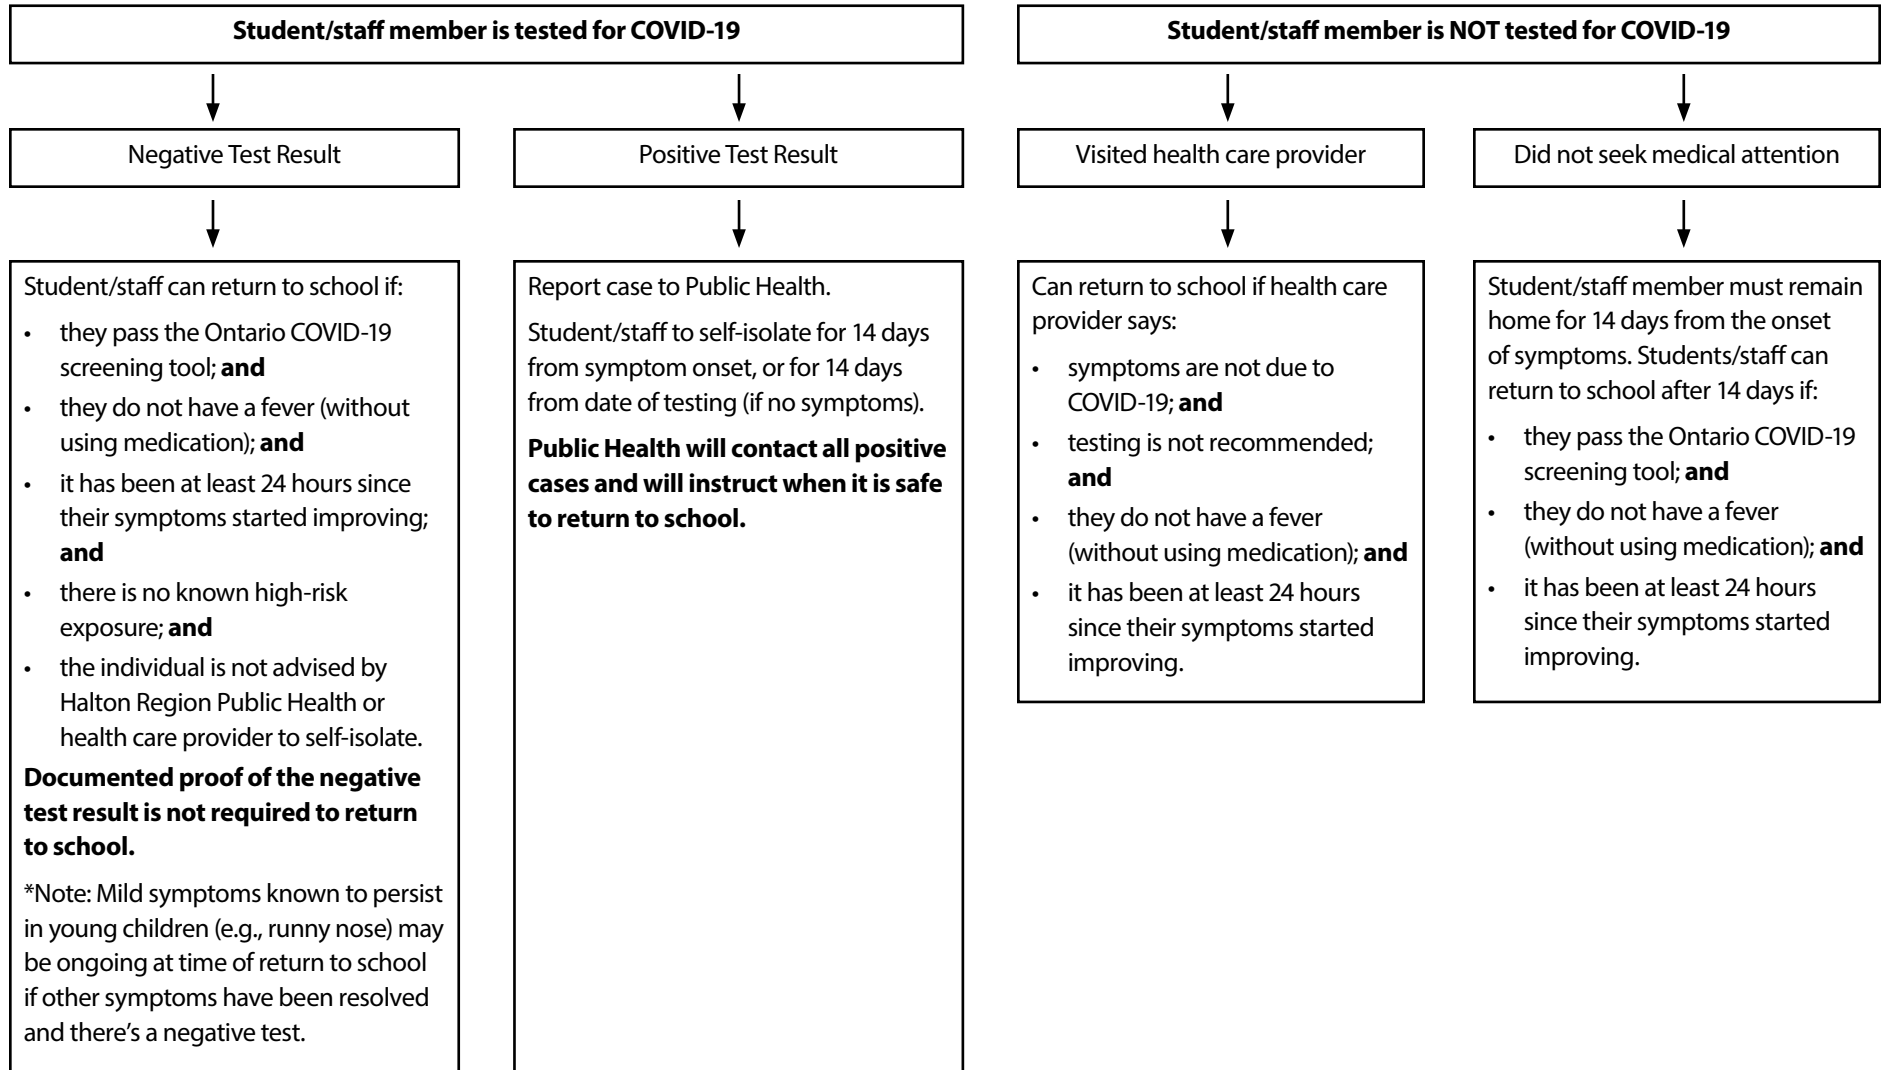 Student/staff member is tested for COVID-19
Negative Test Result
Student/staff can return to school if:
• they pass the Ontario COVID-19
screening tool; and
• they do not have a fever (without
using medication); and
• it has been at least 24 hours since
their symptoms started improving;
and
• there is no known high-risk
exposure; and
• the individual is not advised by
Halton Region Public Health or
health care provider to self-isolate.
Documented proof of the negative
test result is not required to return
to school.
*Note: Mild symptoms known to persist
in young children (e.g., runny nose) may
be ongoing at time of return to school
if other symptoms have been resolved
and there’s a negative test.
Positive Test Result
Report case to Public Health.
Student/staff to self-isolate for 14 days
from symptom onset, or for 14 days
from date of testing (if no symptoms).
Public Health will contact all positive
cases and will instruct when it is safe
to return to school.
Student/staff member is NOT tested for COVID-19
Visited health care provider
Can return to school if health care
provider says:
• symptoms are not due to
COVID-19; and
• testing is not recommended;
and
• they do not have a fever
(without using medication); and
• it has been at least 24 hours
since their symptoms started
improving.
Did not seek medical attention
Student/staff member must remain
home for 14 days from the onset
of symptoms. Students/staff can
return to school after 14 days if:
• they pass the Ontario COVID-19
screening tool; and
• they do not have a fever
(without using medication); and
• it has been at least 24 hours
since their symptoms started
improving.